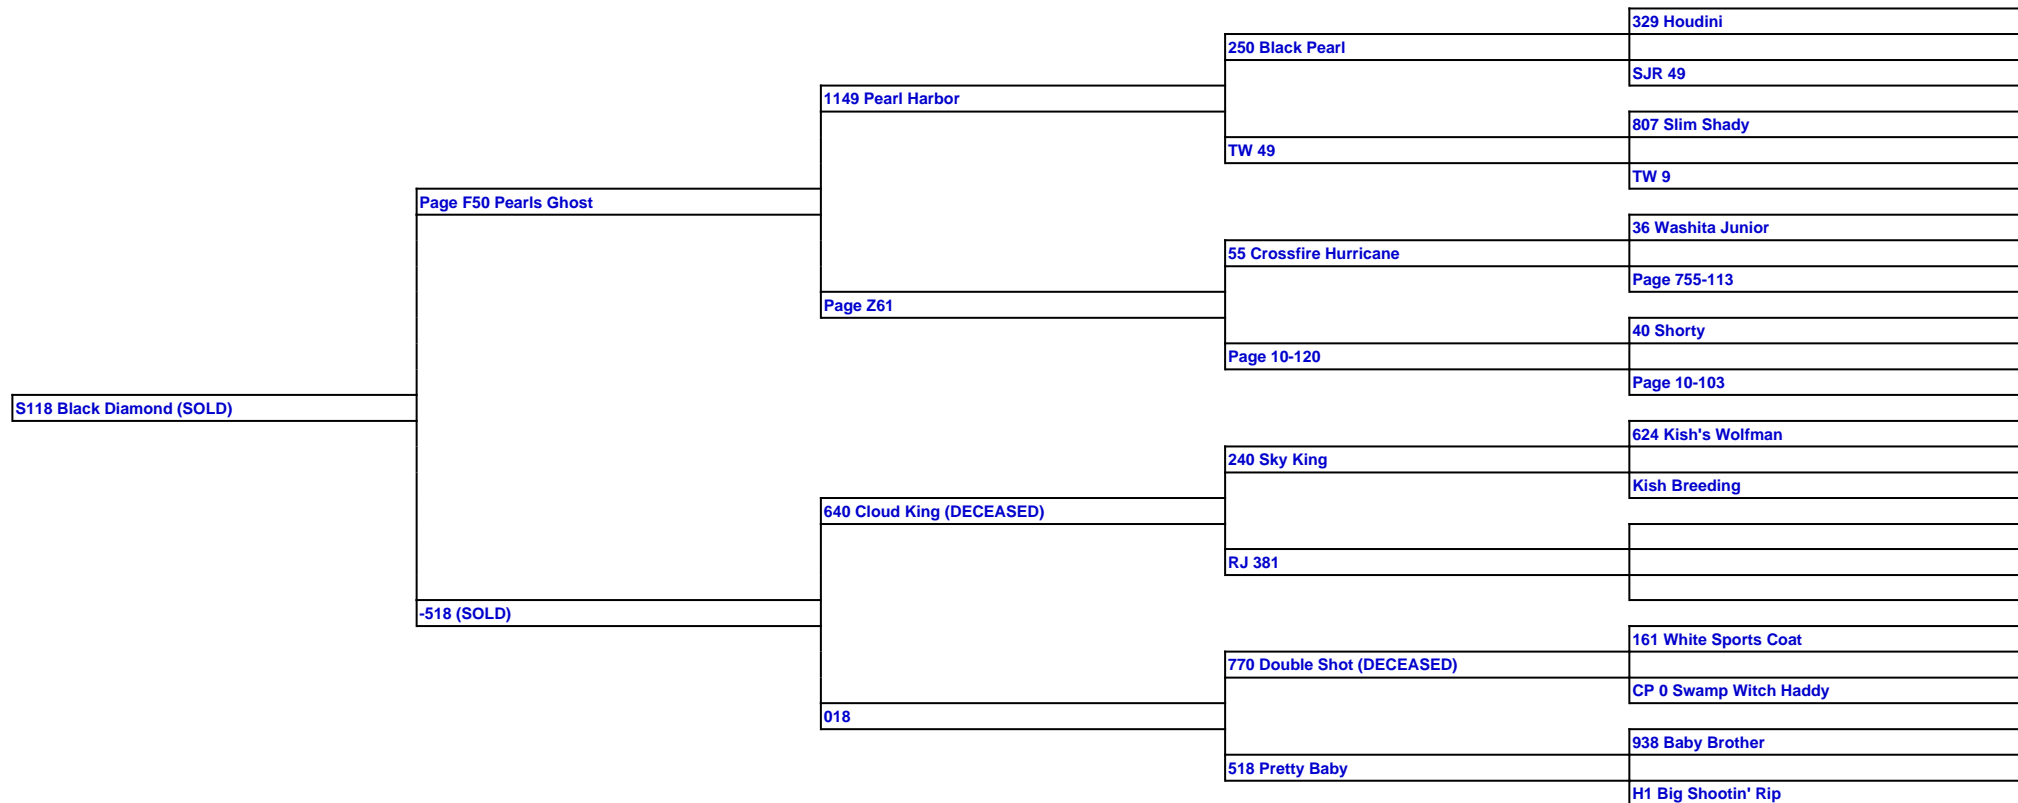 329 Houdini
250 Black Pearl
SJR 49
1149 Pearl Harbor
807 Slim Shady
TW 49
TW 9
Page F50 Pearls Ghost
36 Washita Junior
55 Crossfire Hurricane
Page 755-113
Page Z61
40 Shorty
Page 10-120
Page 10-103
S118 Black Diamond (SOLD)
624 Kish's Wolfman
240 Sky King
Kish Breeding
640 Cloud King (DECEASED)
RJ 381
-518 (SOLD)
161 White Sports Coat
770 Double Shot (DECEASED)
CP 0 Swamp Witch Haddy
018
938 Baby Brother
518 Pretty Baby
H1 Big Shootin' Rip